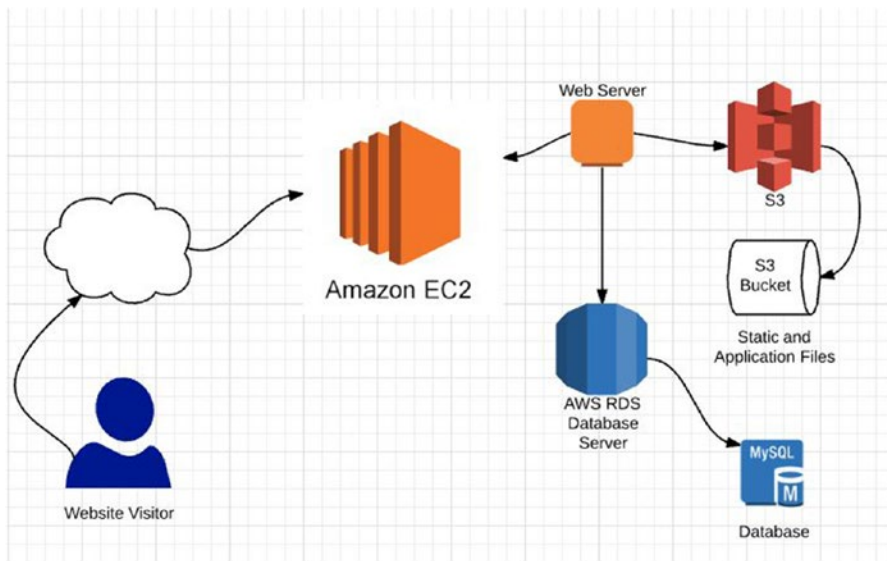 Web Server
S3
S3
Bucket
Static and
Application Files
Amazon EC2
AWS RDS
Database
Server
MySQL
M
Database
Website Visitor